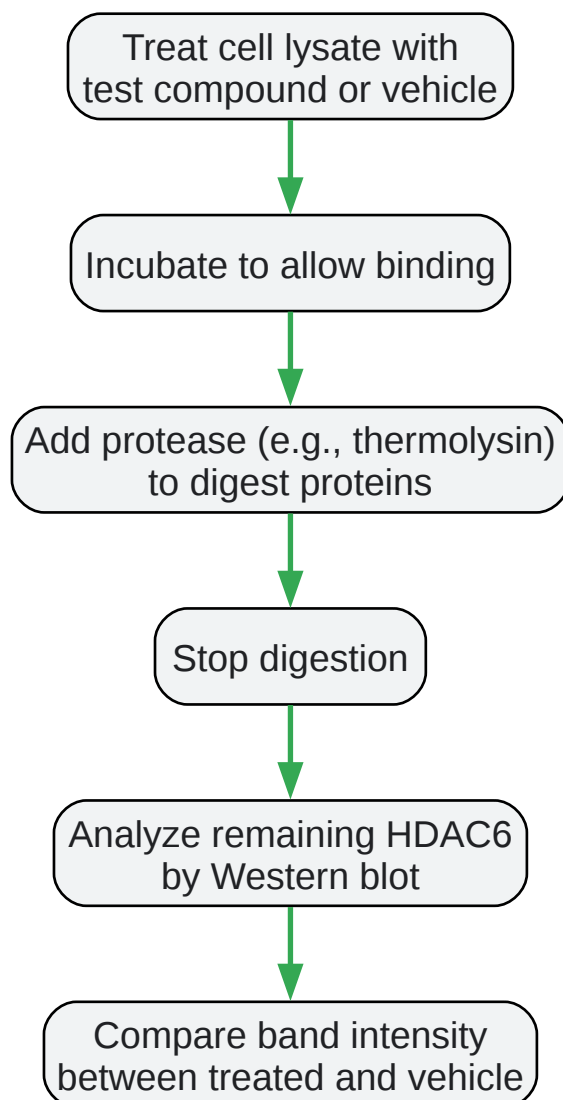 Treat cell lysate with
test compound or vehicle
Incubate to allow binding
Add protease (e.g., thermolysin)
to digest proteins
Stop digestion
Analyze remaining HDAC6
by Western blot
Compare band intensity
between treated and vehicle